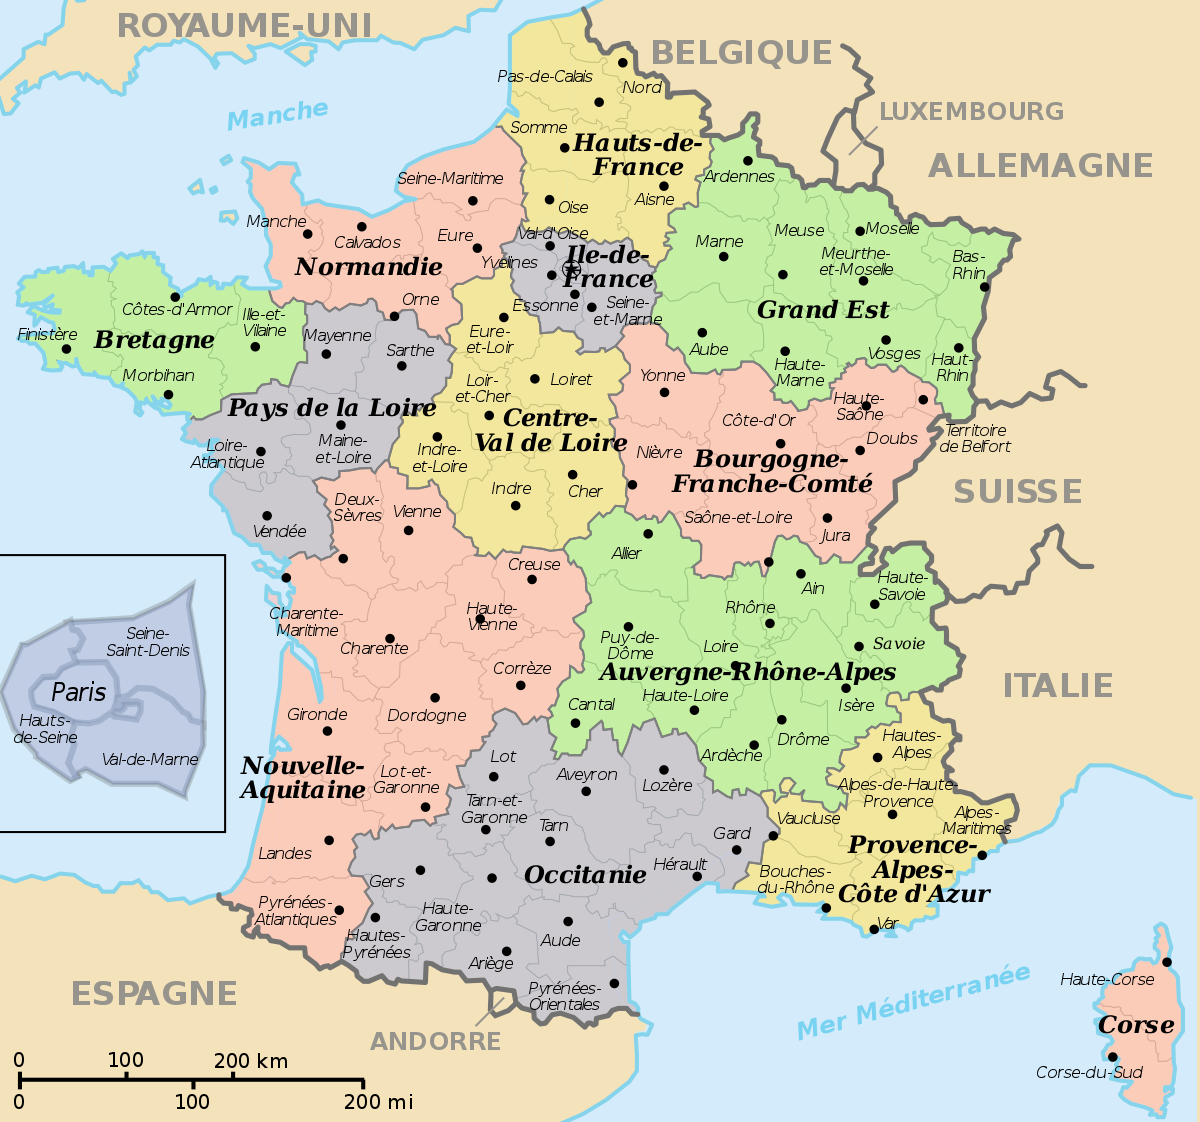 ROYAUME-UNI
BELGIQUE
LUXEMBOURG
ALLEMAGNE
Manche
Pas-de-Calais
Nord
Somme
Hauts-de-
France
Aisne
Oise
Ardennes
Seine-Maritime
Manche
Calvados
Eure
Normandie
Orne
Val-d'Oise
Yvelines
Ile-de-
France
Essonne
Seine-
et-Marne
Marne
Meuse
Moselle
Meurthe-
et-Moselle
Bas-
Rhin
Grand Est
Aube
Haute-
Marne
Vosges
Haut-
Rhin
Finistère
Côtes-d'Armor
Ille-et-
Vilaine
Bretagne
Morbihan
Mayenne
Sarthe
Pays de la Loire
Loire-
Atlantique
Maine-
et-Loire
Vendée
Eure-
et-Loir
Loiret
Loir-
et-Cher
Centre-
Val de Loire
Indre-
et-Loire
Indre
Cher
Yonne
Côte-d'Or
Haute-
Saône
Territoire
de Belfort
Doubs
Nièvre
Bourgogne-
Franche-Comté
Saône-et-Loire
Jura
SUISSE
Deux-
Sèvres
Vienne
Creuse
Charente-
Maritime
Charente
Haute-
Vienne
Corrèze
Gironde
Dordogne
Nouvelle-
Aquitaine
Lot-et-
Garonne
Landes
Pyrénées-
Atlantiques
Allier
Ain
Haute-
Savoie
Rhône
Puy-de-
Dôme
Loire
Savoie
Auvergne-Rhône-Alpes
Haute-Loire
Isère
Cantal
Ardèche
Drôme
ITALIE
Seine-
Saint-Denis
Paris
Hauts-
de-Seine
Val-de-Marne
Lot
Aveyron
Lozère
Tarn-et-
Garonne
Tarn
Gard
Occitanie
Hérault
Gers
Haute-
Garonne
Hautes-
Pyrénées
Aude
Ariège
Pyrénées-
Orientales
Hautes-
Alpes
Alpes-de-Haute-
Provence
Alpes-
Maritimes
Vaucluse
Provence-
Alpes-
Côte d'Azur
Bouches-
du-Rhône
Var
ESPAGNE
ANDORRE
Mer Méditerranée
Haute-Corse
Corse
Corse-du-Sud
0 100 200 km
0 100 200 mi